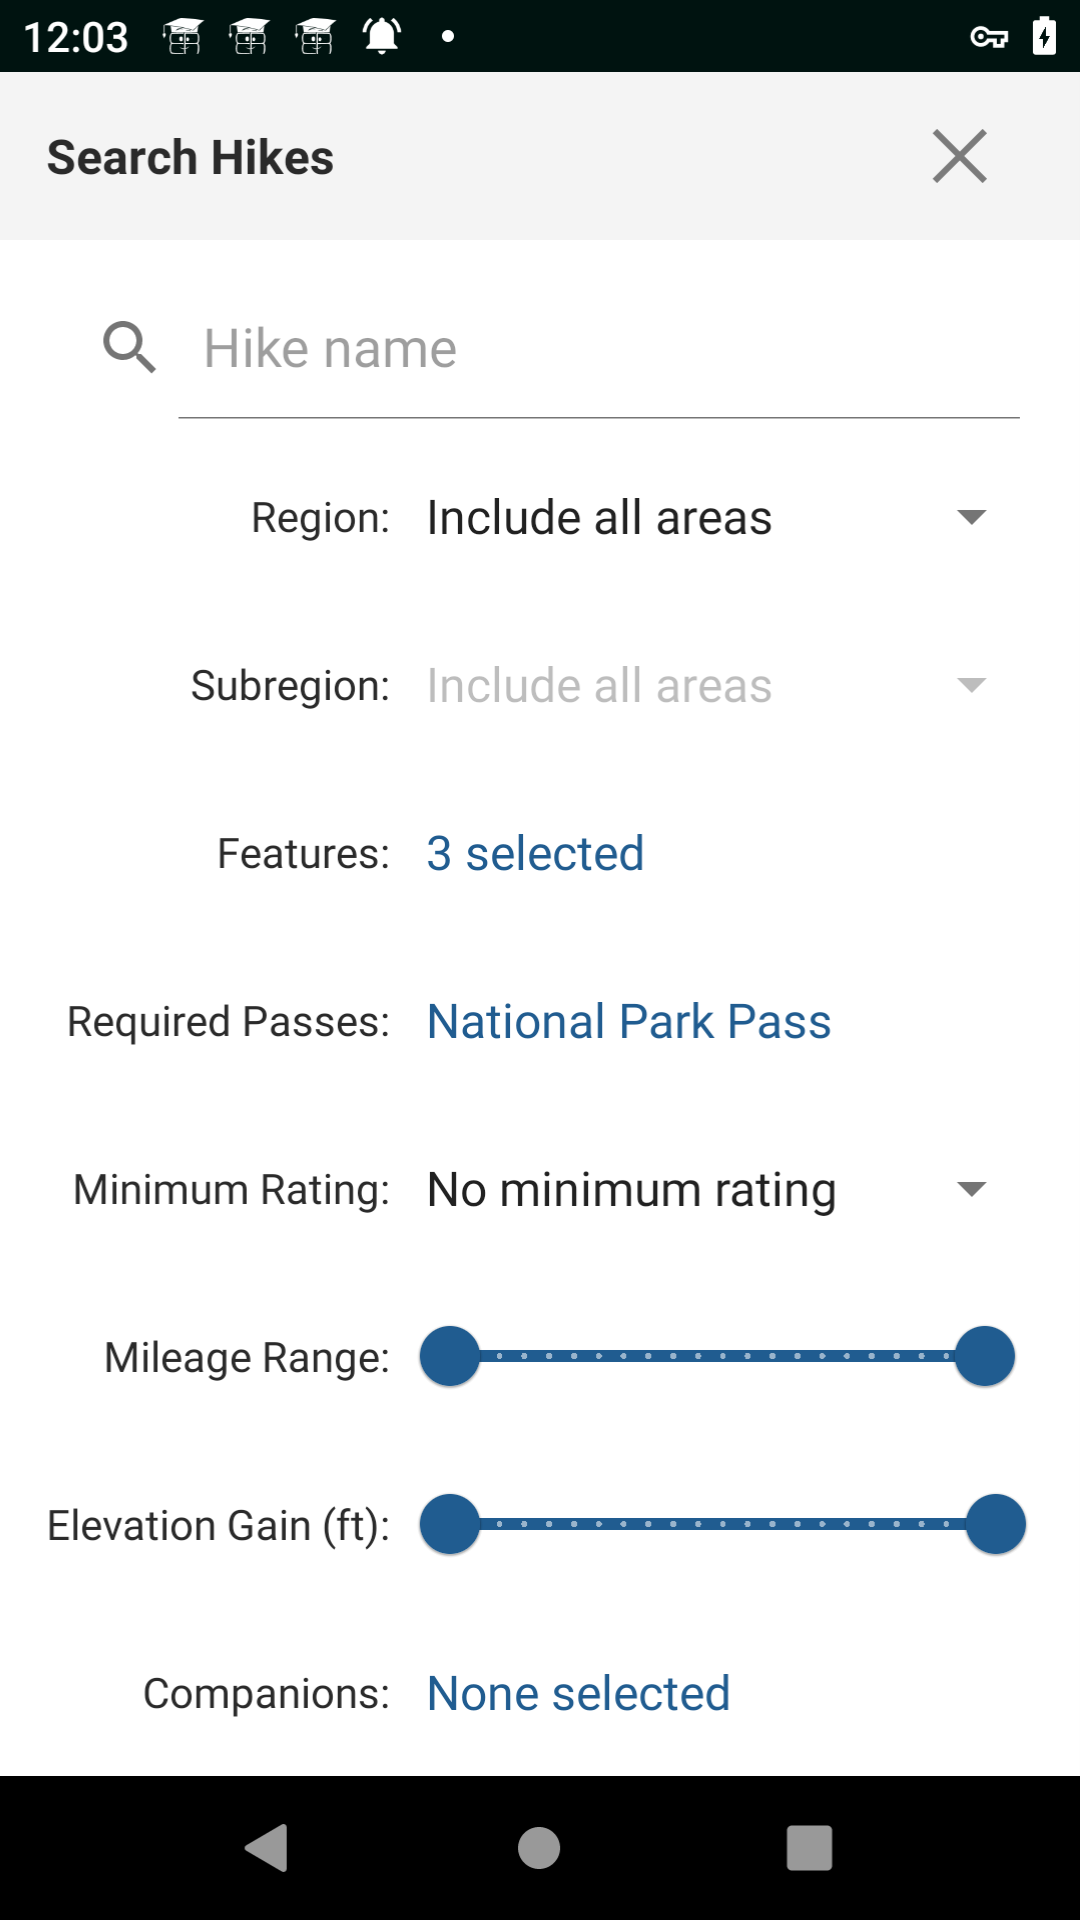 12:03
Search Hikes
Hike name
Region: Include all areas
Subregion: Include all areas
Features: 3 selected
Required Passes: National Park Pass
Minimum Rating: No minimum rating
Mileage Range:
Elevation Gain (ft):
Companions: None selected